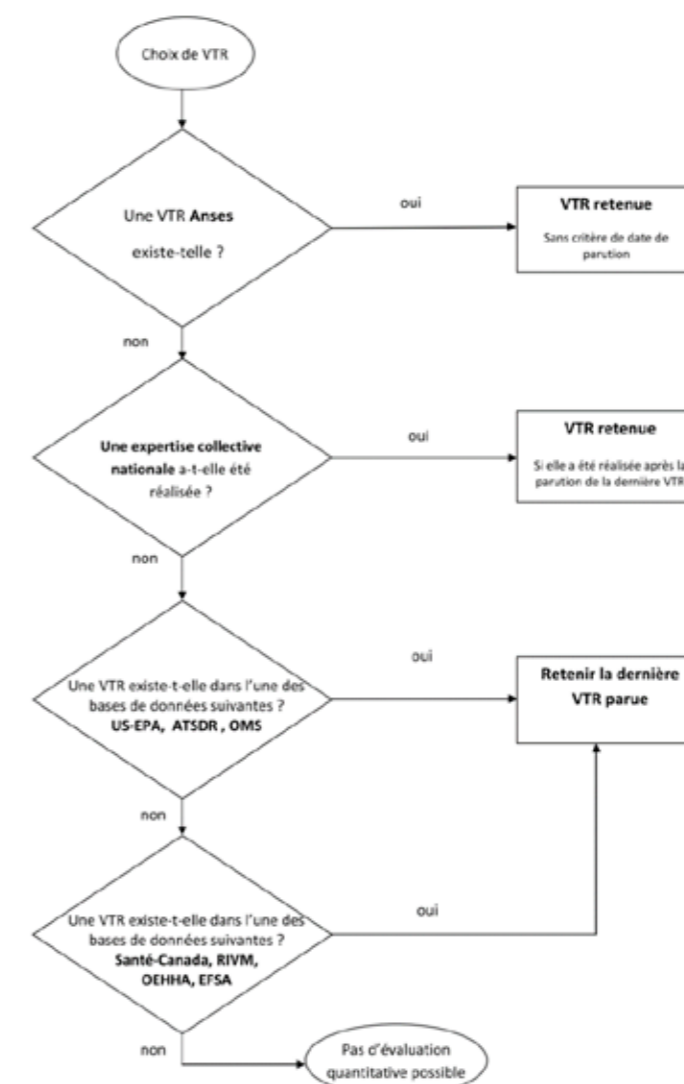 Choix de VTR
Une VTR Anses
existe-telle ?
oui
VTR retenue
Sans critère de date de
parution
non
Une expertise collective
nationale a-t-elle été
réalisée ?
oui
VTR retenue
Si elle a été réalisée après la
parution de la dernière VTR
non
Une VTR existe-t-elle dans l'une des
bases de données suivantes ?
US-EPA, ATSDR , OMS
oui
Retenir la dernière
VTR parue
non
Une VTR existe-t-elle dans l'une des
bases de données suivantes ?
Santé-Canada, RIVM,
OEHHA, EFSA
oui
non
Pas d'évaluation
quantitative possible